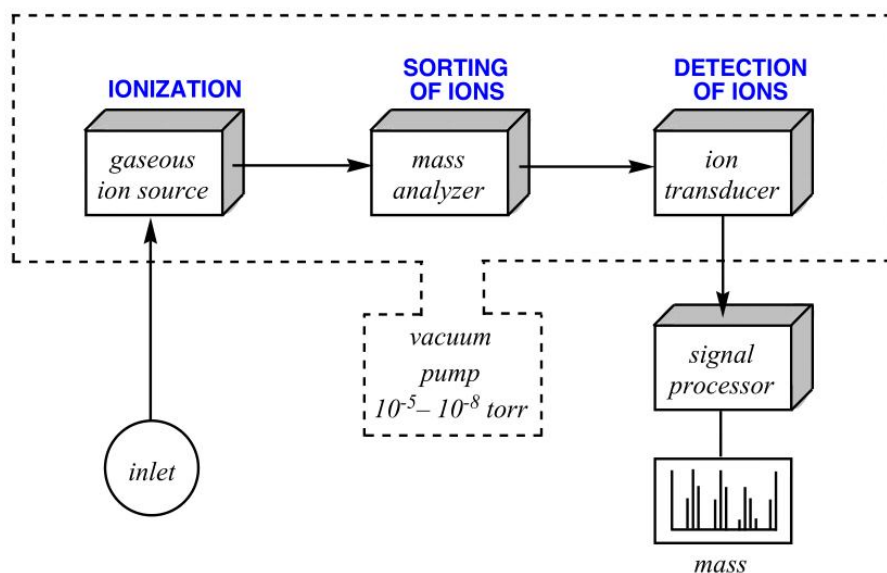 IONIZATION
SORTING
OF IONS
DETECTION
OF IONS
gaseous
ion source
mass
analyzer
ion
transducer
vacuum
pump
10⁻⁵– 10⁻⁸ torr
signal
processor
inlet
mass